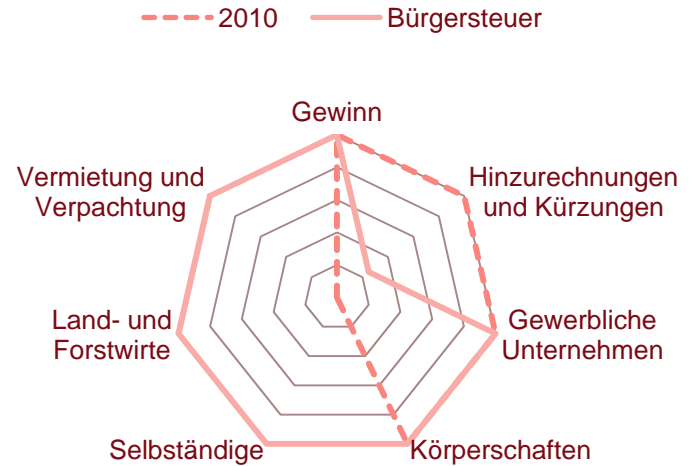 2010
Bürgersteuer
Gewinn
Vermietung und
Verpachtung
Hinzurechnungen
und Kürzungen
Land- und
Forstwirte
Gewerbliche
Unternehmen
Selbständige
Körperschaften